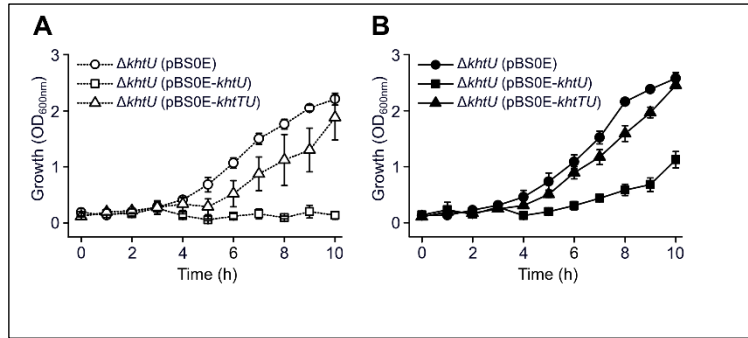 A
3
2
1
0
Growth (OD600nm)
0
2
4
6
8
10
Time (h)
ΔkhtU (pBS0E)
ΔkhtU (pBS0E-khtU)
ΔkhtU (pBS0E-khtTU)
B
3
2
1
0
Growth (OD600nm)
0
2
4
6
8
10
Time (h)
ΔkhtU (pBS0E)
ΔkhtU (pBS0E-khtU)
ΔkhtU (pBS0E-khtTU)